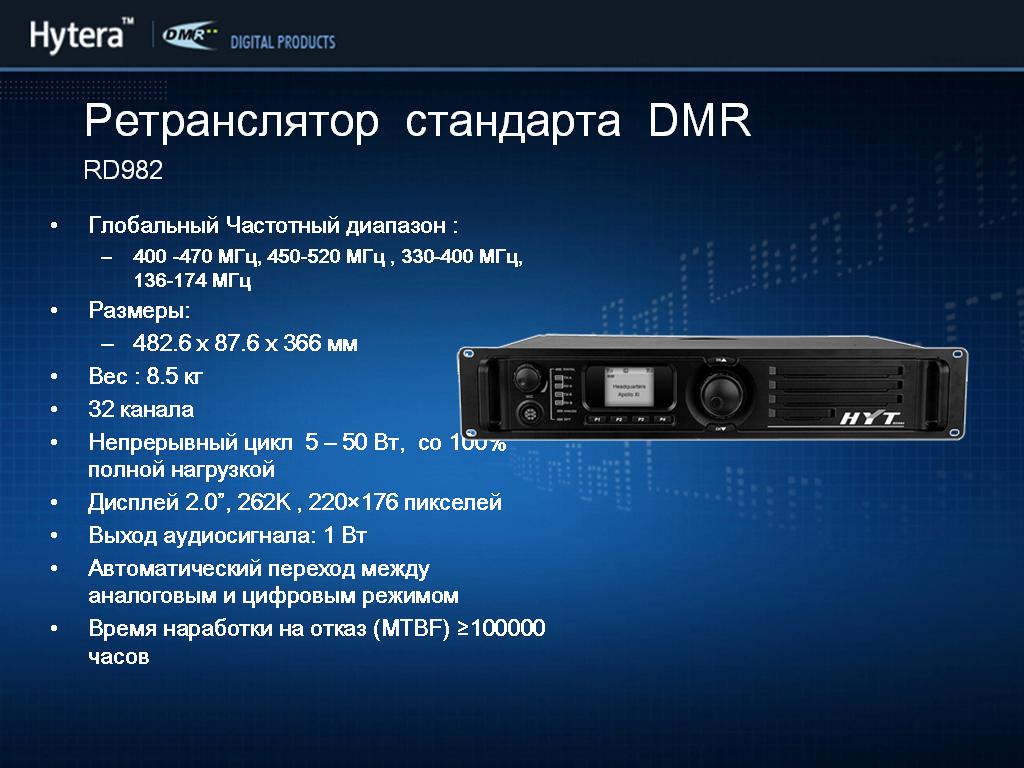 Hytera™ DMR DIGITAL PRODUCTS
Ретранслятор стандарта DMR
RD982
• Глобальный Частотный диапазон :
– 400 -470 МГц, 450-520 МГц , 330-400 МГц,
136-174 МГц
• Размеры:
– 482.6 x 87.6 x 366 мм
• Вес : 8.5 кг
• 32 канала
• Непрерывный цикл 5 – 50 Вт, со 100%
полной нагрузкой
• Дисплей 2.0”, 262K , 220×176 пикселей
• Выход аудиосигнала: 1 Вт
• Автоматический переход между
аналоговым и цифровым режимом
• Время наработки на отказ (MTBF) ≥100000
часов
Headquarters
Apollo XI
P1 P2 P3 P4
HYT